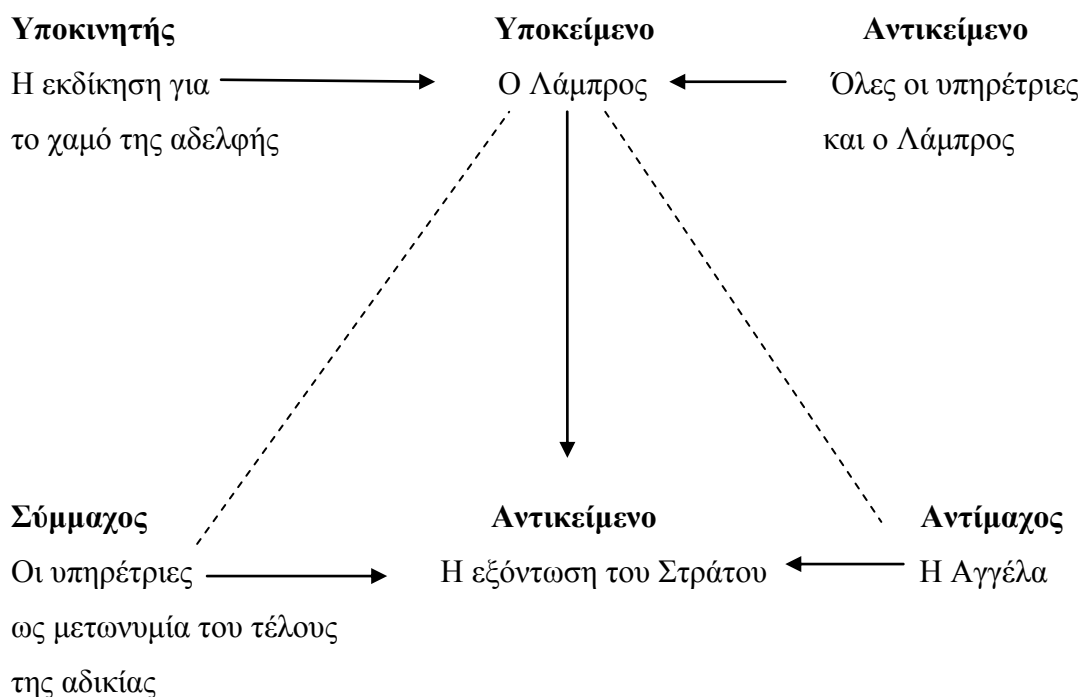 Υποκινητής Υποκείμενο Αντικείμενο
Η εκδίκηση για Ο Λάμπρος Όλες οι υπηρέτριες
το χαμό της αδελφής και ο Λάμπρος
Σύμμαχος Αντικείμενο Αντίμαχος
Οι υπηρέτριες Η εξόντωση του Στράτου Η Αγγέλα
ως μετωνυμία του τέλους
της αδικίας